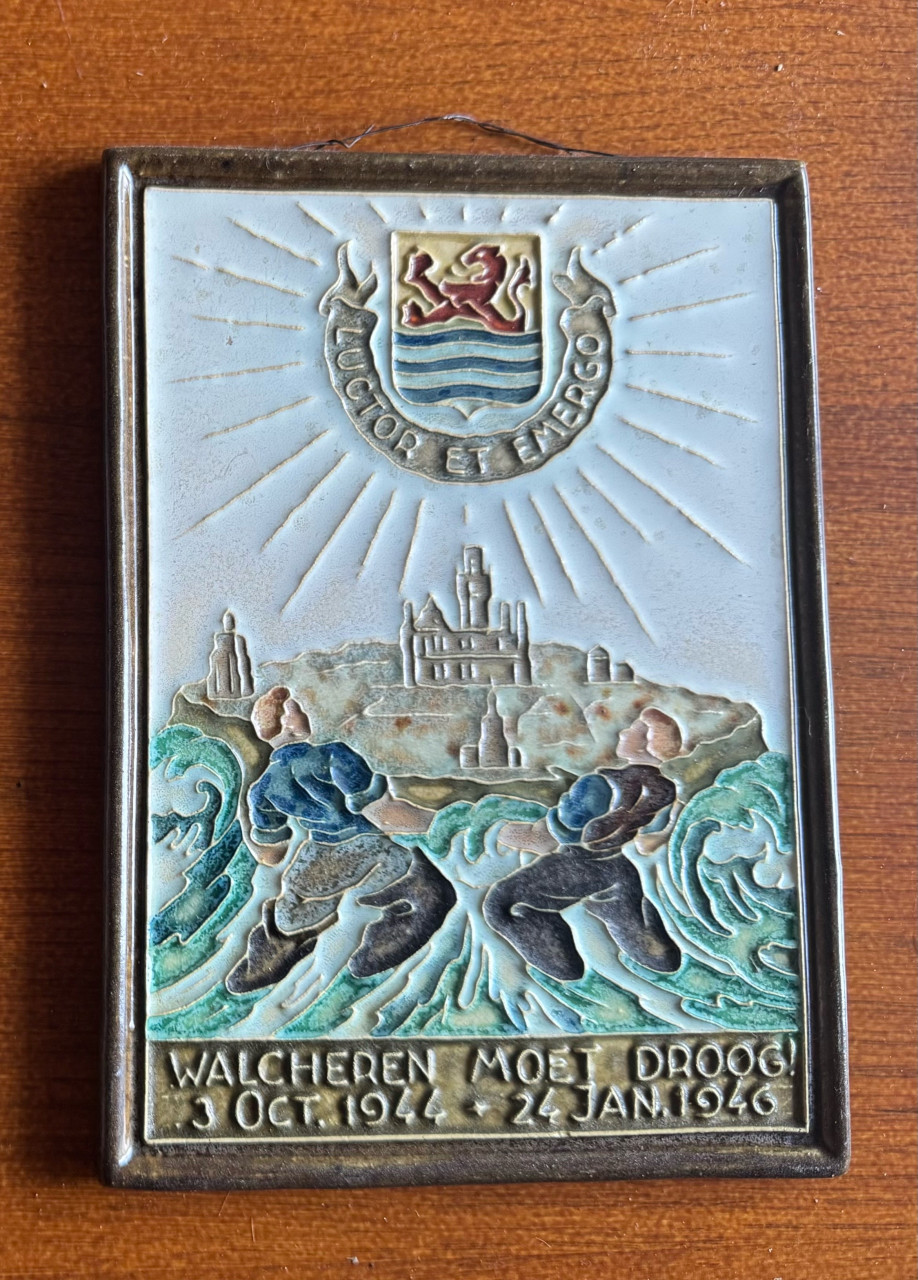 LUCTOR ET EMERGO
WALCHEREN MOET DROOG!
3 OCT. 1944 + 24 JAN. 1946